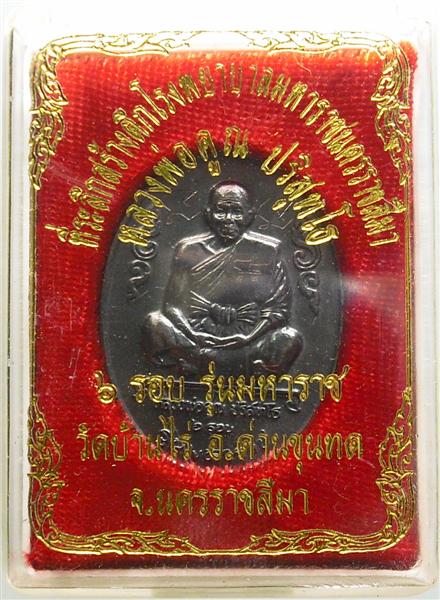 ที่ระลึกสร้างตึกโรงพยาบาลมหาราชนครราชสีมา
หลวงพ่อคูณ ปริสุทโธ
๖ รอบ รุ่นมหาราช
วัดบ้านไร่ อ.ด่านขุนทด
จ.นครราชสีมา
๖ รอบ